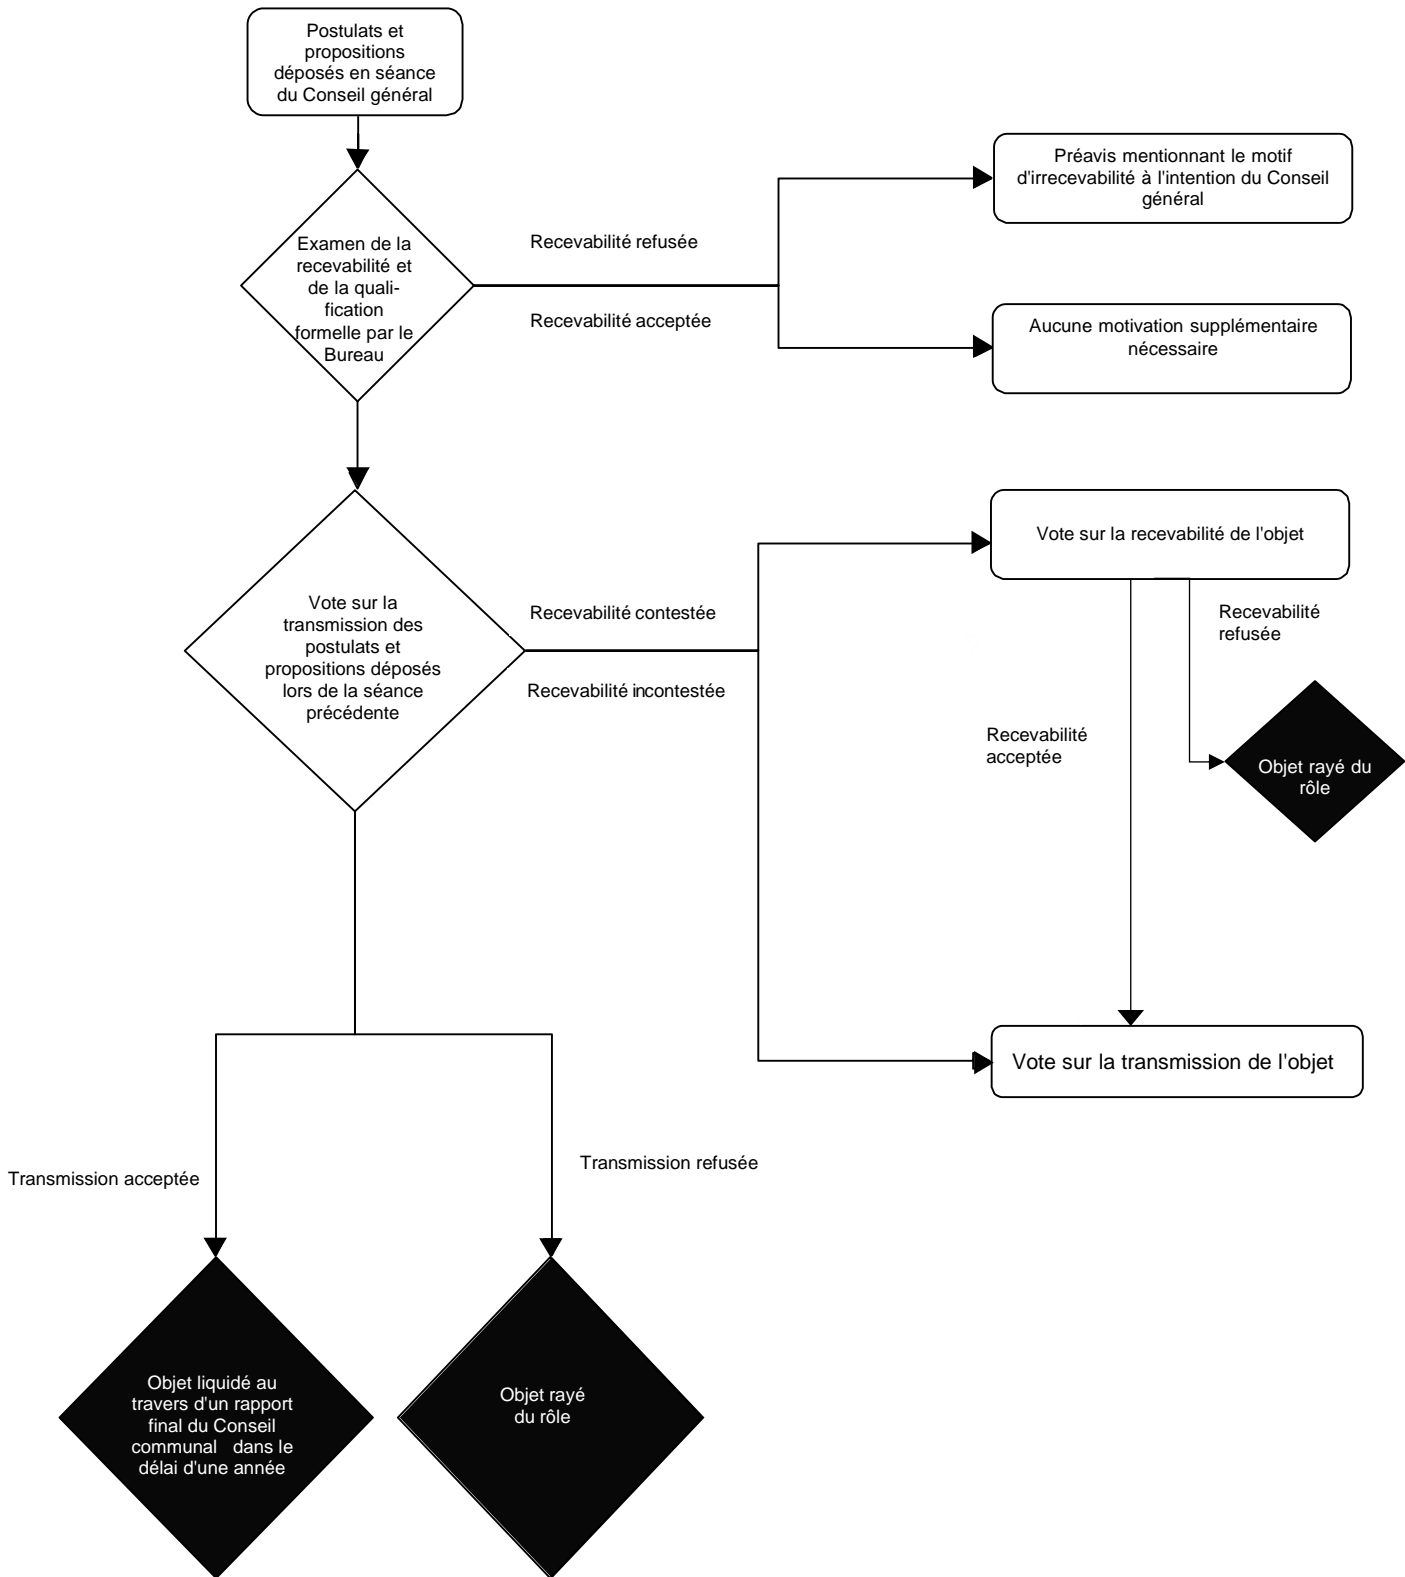 Postulats et
propositions
déposés en séance
du Conseil général
Préavis mentionnant le motif
d'irrecevabilité à l'intention du Conseil
général
Examen de la
recevabilité et
de la quali-
fication
formelle par le
Bureau
Recevabilité refusée
Recevabilité acceptée
Aucune motivation supplémentaire
nécessaire
Vote sur la
transmission des
postulats et
propositions déposés
lors de la séance
précédente
Recevabilité contestée
Recevabilité incontestée
Vote sur la recevabilité de l'objet
Recevabilité
refusée
Recevabilité
acceptée
Objet rayé du
rôle
Vote sur la transmission de l'objet
Transmission acceptée
Transmission refusée
Objet liquidé au
travers d'un rapport
final du Conseil
communal dans le
délai d'une année
Objet rayé
du rôle